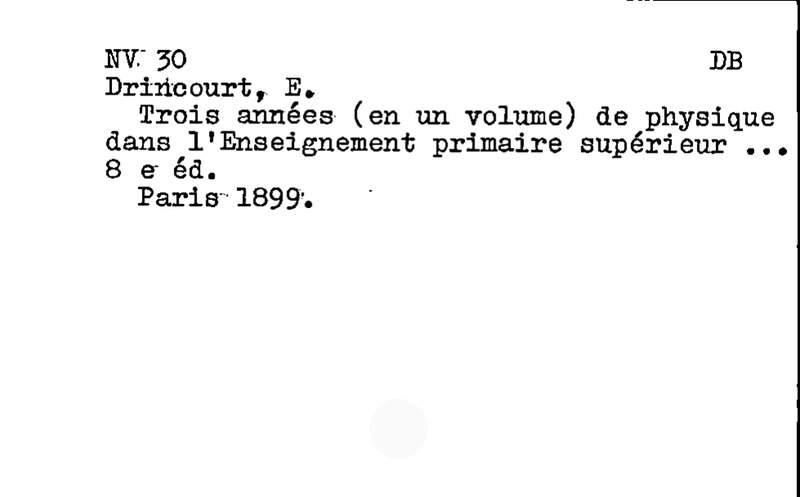 NV. 30 DB
Drincourt, E.
Trois années (en un volume) de physique
dans l'Enseignement primaire supérieur ...
8 e éd.
Paris 1899.